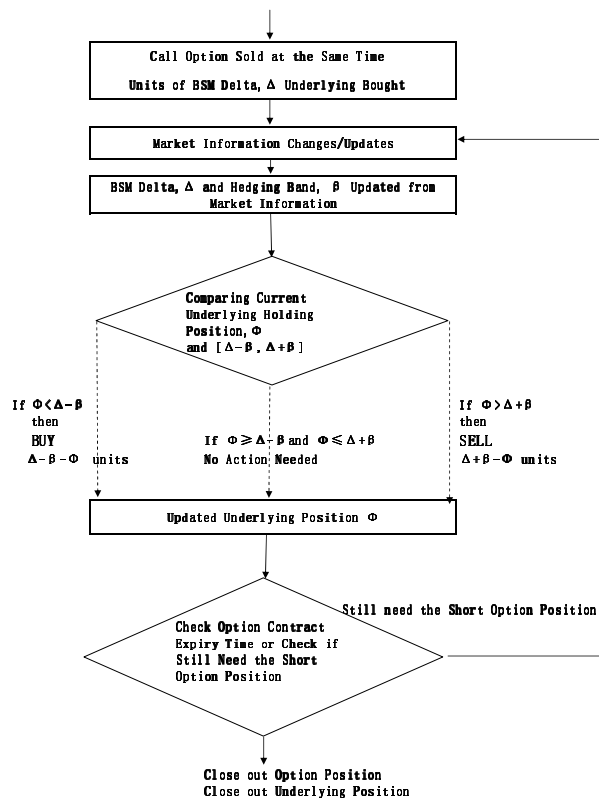 Call Option Sold at the Same Time
Units of BSM Delta, Δ Underlying Bought
Market Information Changes/Updates
BSM Delta, Δ and Hedging Band, β Updated from
Market Information
Comparing Current
Underlying Holding
Position, Φ
and [Δ-β, Δ+β]
If Φ<Δ-β
then
BUY
Δ-β-Φ units
If Φ≥Δ-β and Φ≤Δ+β
No Action Needed
If Φ>Δ+β
then
SELL
Δ+β-Φ units
Updated Underlying Position Φ
Still need the Short Option Position
Check Option Contract
Expiry Time or Check if
Still Need the Short
Option Position
Close out Option Position
Close out Underlying Position